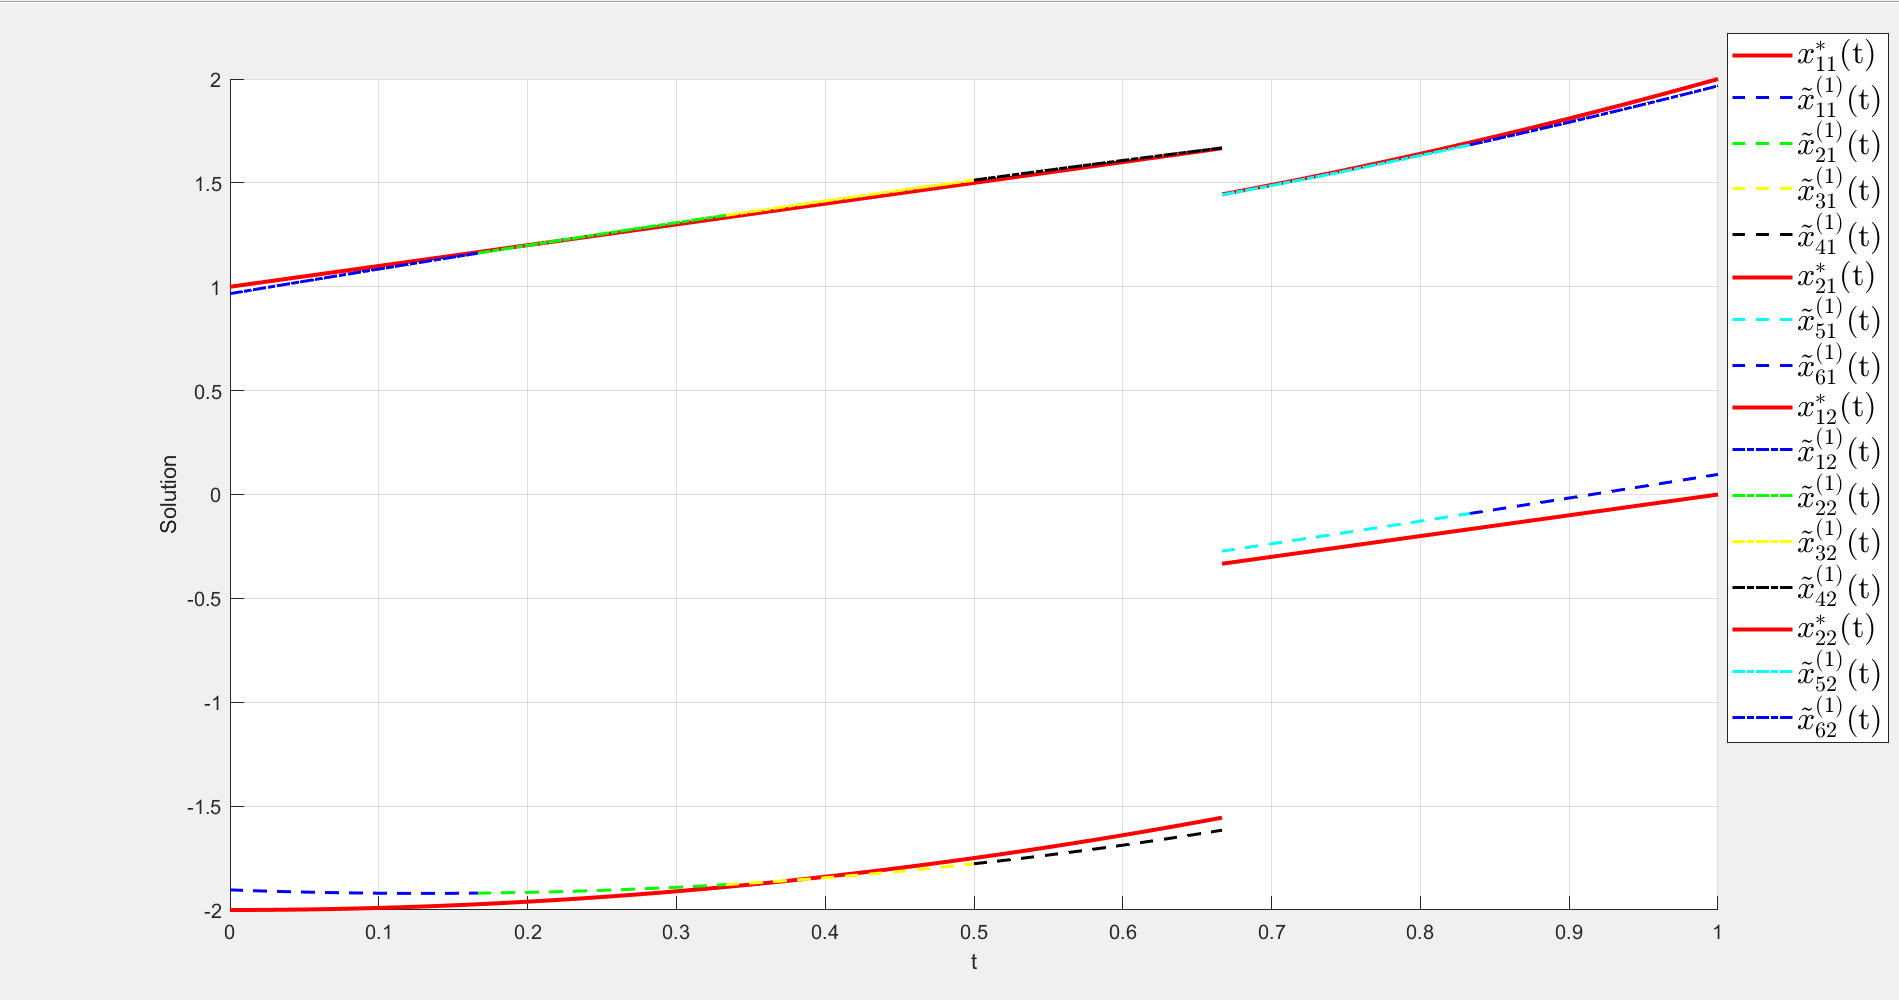 2
1.5
1
0.5
0
-0.5
-1
-1.5
-2
0 0.1 0.2 0.3 0.4 0.5 0.6 0.7 0.8 0.9 1
t
Solution
x*₁₁(t)
x̃₁₁⁽¹⁾(t)
x̃₂₁⁽¹⁾(t)
x̃₃₁⁽¹⁾(t)
x̃₄₁⁽¹⁾(t)
x*₂₁(t)
x̃₅₁⁽¹⁾(t)
x̃₆₁⁽¹⁾(t)
x*₁₂(t)
x̃₁₂⁽¹⁾(t)
x̃₂₂⁽¹⁾(t)
x̃₃₂⁽¹⁾(t)
x̃₄₂⁽¹⁾(t)
x*₂₂(t)
x̃₅₂⁽¹⁾(t)
x̃₆₂⁽¹⁾(t)